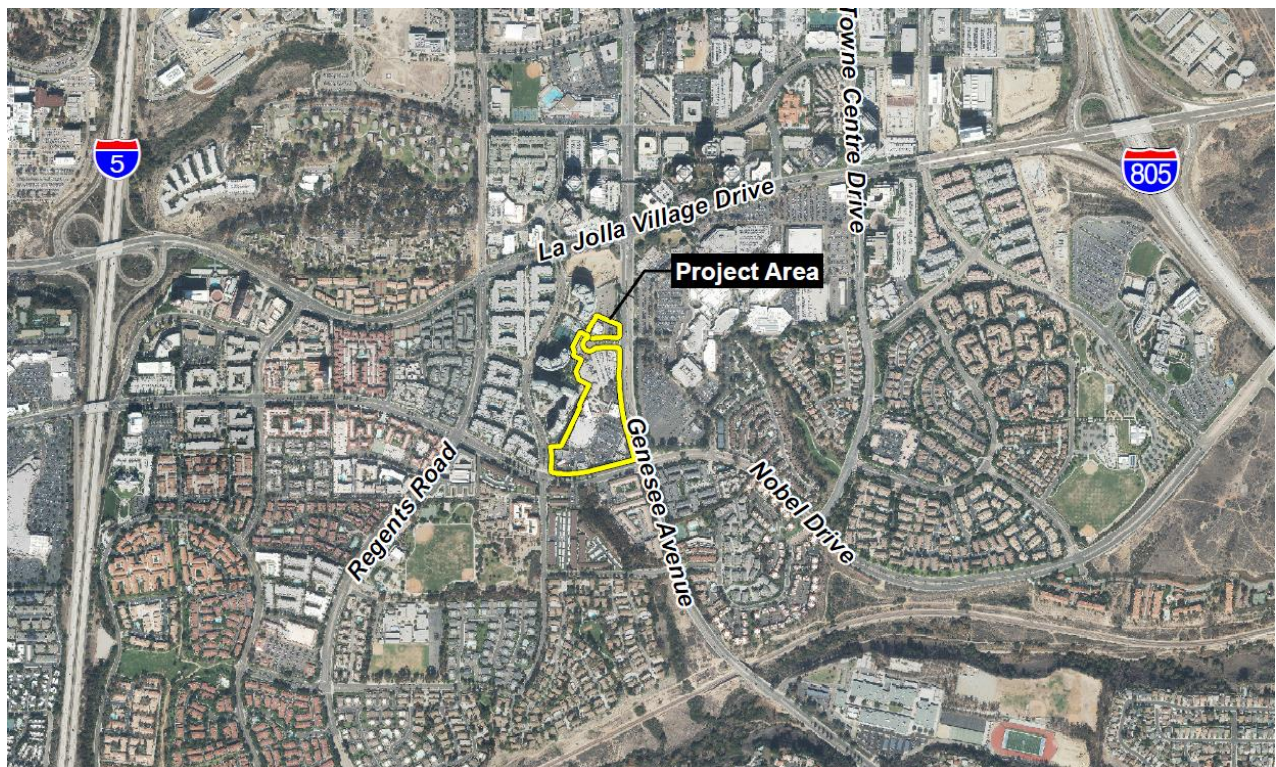 Towne Centre Drive
5
805
La Jolla Village Drive
Project Area
Genesee Avenue
Regents Road
Nobel Drive